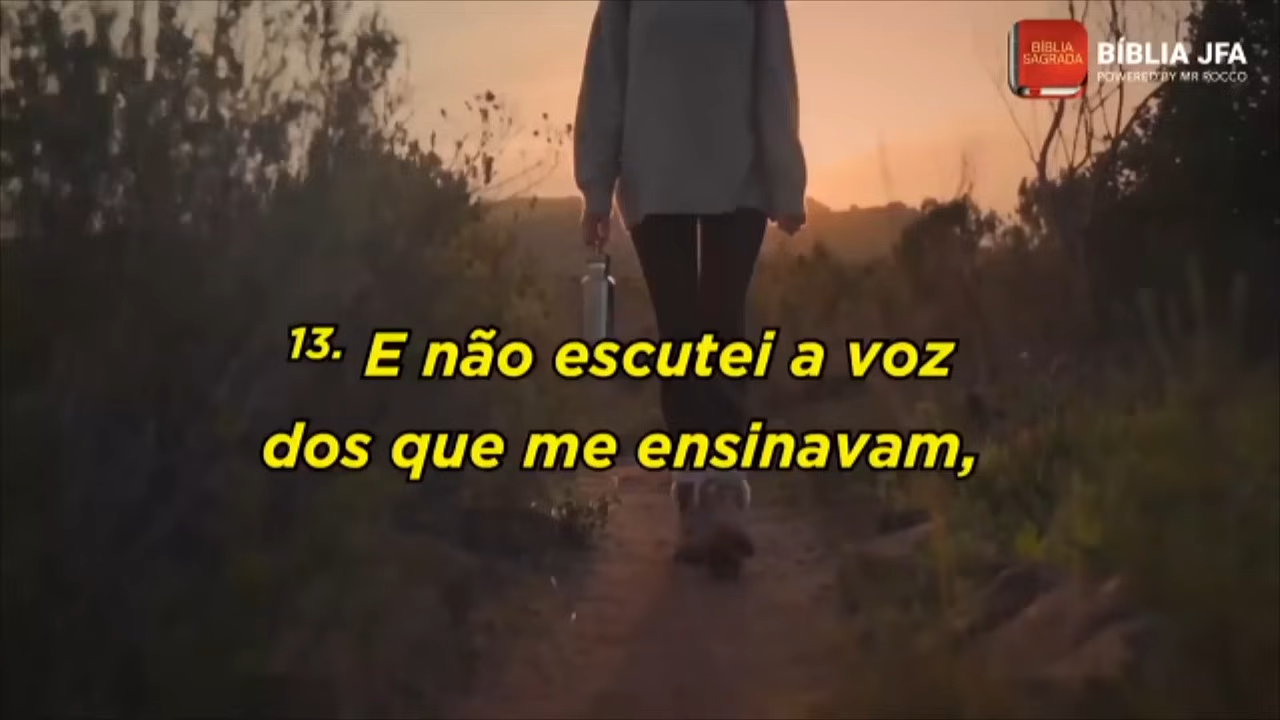 BÍBLIA
SAGRADA
BÍBLIA JFA
POWERED BY MR ROCCO
13. E não escutei a voz
dos que me ensinavam,